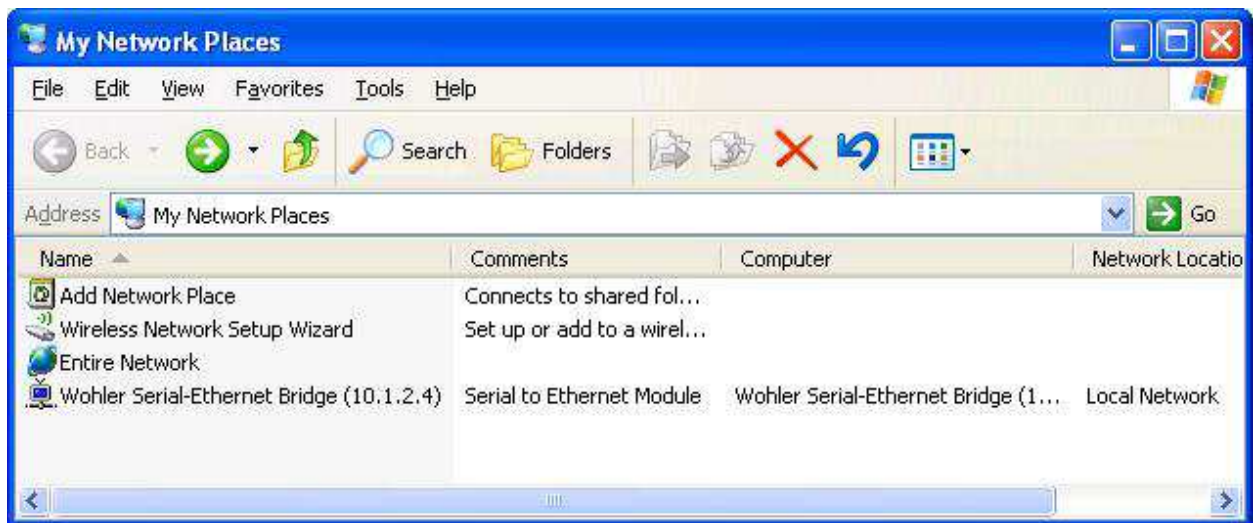 My Network Places
File Edit View Favorites Tools Help
Back Search Folders
Address My Network Places Go
Name Comments Computer Network Locatio
Add Network Place Connects to shared fol...
Wireless Network Setup Wizard Set up or add to a wirel...
Entire Network
Wohler Serial-Ethernet Bridge (10.1.2.4) Serial to Ethernet Module Wohler Serial-Ethernet Bridge (1... Local Network